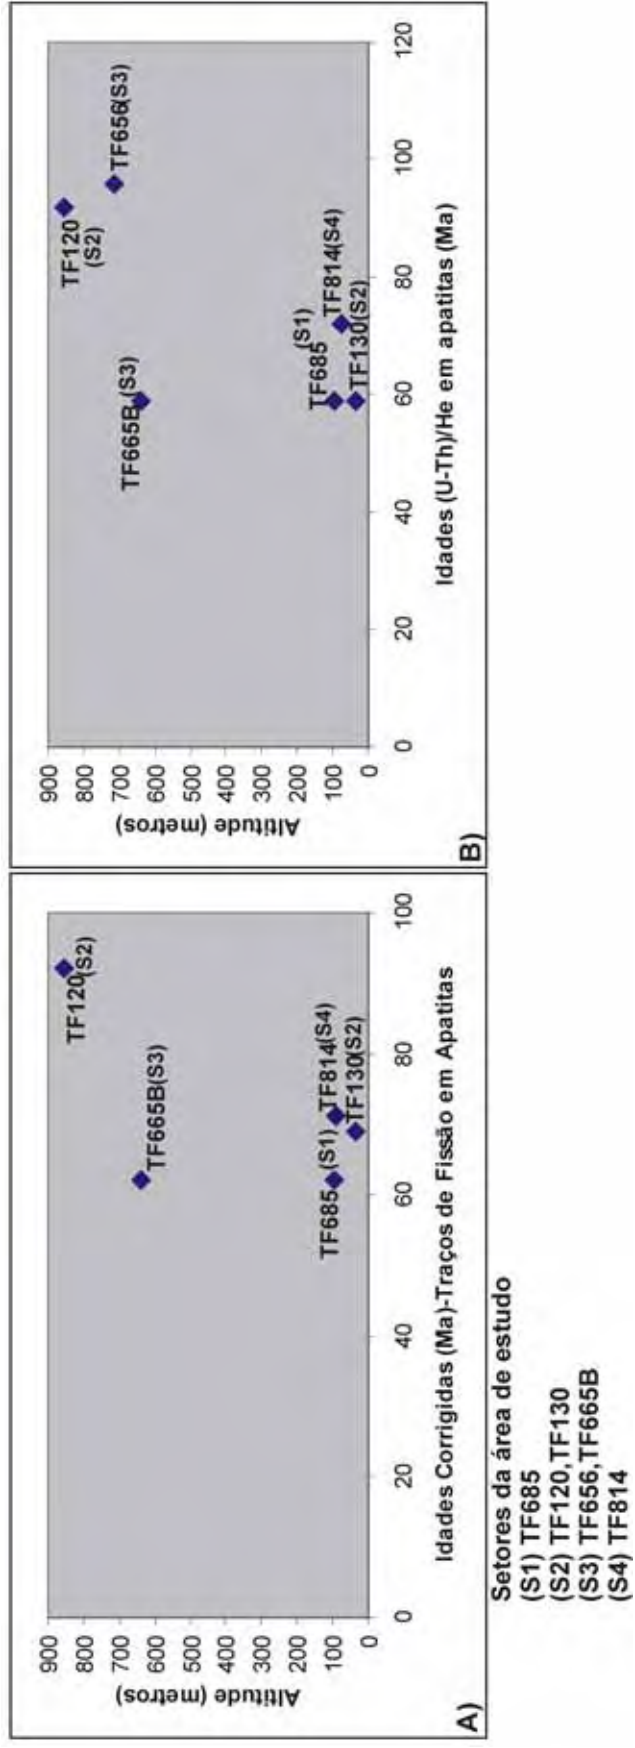 900
800
700
600
500
400
300
200
100
0
Altitude (metros)
TF120
(S2)
TF665B(S3)
TF685 (S1)
TF814(S4)
TF130(S2)
0
20
40
60
80
100
Idades Corrigidas (Ma)-Traços de Fissão em Apatitas
A)
900
800
700
600
500
400
300
200
100
0
Altitude (metros)
TF120
(S2)
TF656(S3)
TF665B (S3)
TF685
(S1)
TF814(S4)
TF130(S2)
0
20
40
60
80
100
120
Idades (U-Th)/He em apatitas (Ma)
B)
Setores da área de estudo
(S1) TF685
(S2) TF120,TF130
(S3) TF656,TF665B
(S4) TF814